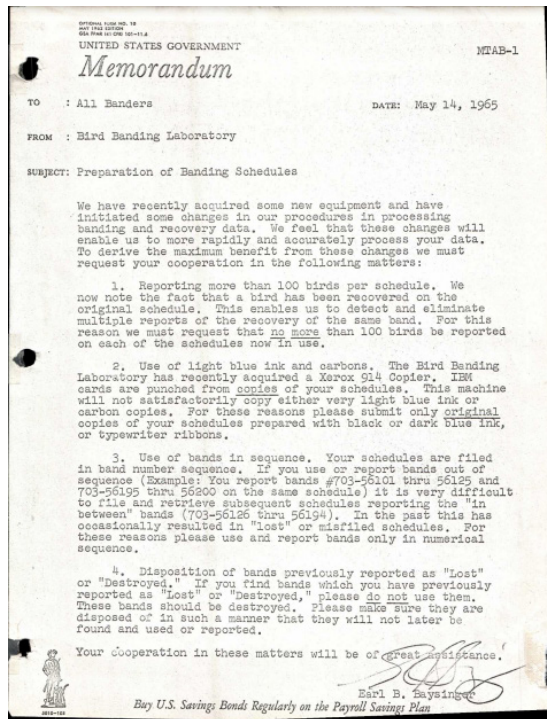 OPTIONAL FORM NO. 10
MAY 1962 EDITION
GSA FPMR (41 CFR) 101-11.6
UNITED STATES GOVERNMENT
MTAB-1
Memorandum
TO : All Banders
DATE: May 14, 1965
FROM : Bird Banding Laboratory
SUBJECT: Preparation of Banding Schedules
We have recently acquired some new equipment and have
initiated some changes in our procedures in processing
banding and recovery data. We feel that these changes will
enable us to more rapidly and accurately process your data.
To derive the maximum benefit from these changes we must
request your cooperation in the following matters:
1. Reporting more than 100 birds per schedule. We
now note the fact that a bird has been recovered on the
original schedule. This enables us to detect and eliminate
multiple reports of the recovery of the same band. For this
reason we must request that no more than 100 birds be reported
on each of the schedules now in use.
2. Use of light blue ink and carbons. The Bird Banding
Laboratory has recently acquired a Xerox 914 Copier. IBM
cards are punched from copies of your schedules. This machine
will not satisfactorily copy either very light blue ink or
carbon copies. For these reasons please submit only original
copies of your schedules prepared with black or dark blue ink,
or typewriter ribbons.
3. Use of bands in sequence. Your schedules are filed
in band number sequence. If you use or report bands out of
sequence (Example: You report bands #703-56101 thru 56125 and
703-56195 thru 56200 on the same schedule) it is very difficult
to file and retrieve subsequent schedules reporting the "in
between" bands (703-56126 thru 56194). In the past this has
occasionally resulted in "lost" or misfiled schedules. For
these reasons please use and report bands only in numerical
sequence.
4. Disposition of bands previously reported as "Lost"
or "Destroyed." If you find bands which you have previously
reported as "Lost" or "Destroyed," please do not use them.
These bands should be destroyed. Please make sure they are
disposed of in such a manner that they will not later be
found and used or reported.
Your cooperation in these matters will be of great assistance.
Earl B. Baysinger
Buy U.S. Savings Bonds Regularly on the Payroll Savings Plan